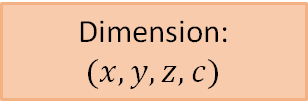 Dimension:
(x, y, z, c)